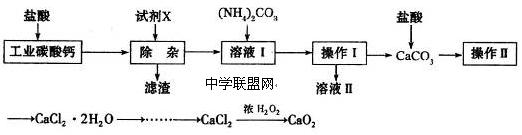 盐酸 试剂X (NH₄)₂CO₃ 盐酸
工业碳酸钙 除杂 溶液Ⅰ 操作Ⅰ CaCO₃ 操作Ⅱ
滤渣 溶液Ⅱ
中学联盟网
CaCl₂·2H₂O ······ CaCl₂ 浓H₂O₂ CaO₂